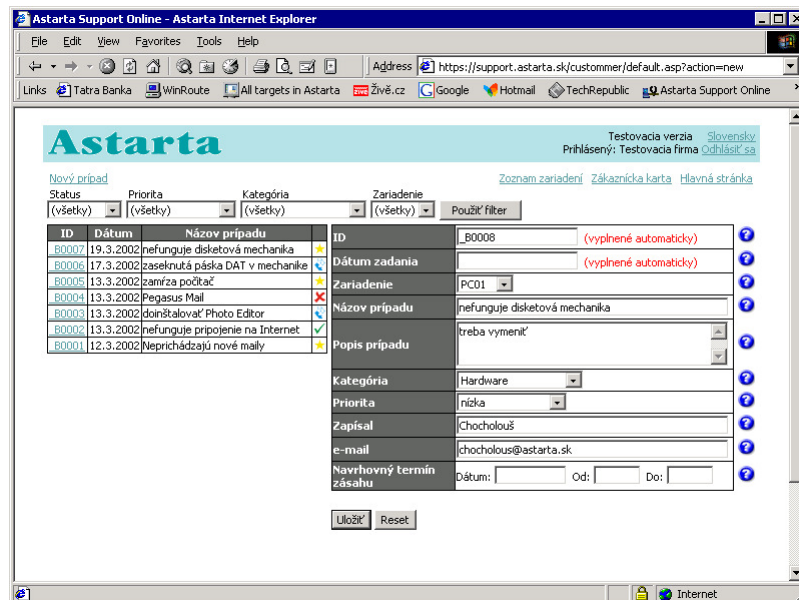 Astarta Support Online - Astarta Internet Explorer
File Edit View Favorites Tools Help
Address https://support.astarta.sk/custommer/default.asp?action=new
Links Tatra Banka WinRoute All targets in Astarta Živě.cz Google Hotmail TechRepublic Astarta Support Online
Astarta
Testovacia verzia Slovensky
Prihlásený: Testovacia firma Odhlásiť sa
Nový prípad Zoznam zariadení Zákaznícka karta Hlavná stránka
Status Priorita Kategória Zariadenie
(všetky) (všetky) (všetky) (všetky) Použiť filter
ID Dátum Názov prípadu
_B0007 19.3.2002 nefunguje disketová mechanika
_B0006 17.3.2002 zaseknutá páska DAT v mechanike
_B0005 13.3.2002 zamŕza počítač
_B0004 13.3.2002 Pegasus Mail
_B0003 13.3.2002 doinštalovať Photo Editor
_B0002 13.3.2002 nefunguje pripojenie na Internet
_B0001 12.3.2002 Neprichádzajú nové maily
ID _B0008 (vyplnené automaticky)
Dátum zadania (vyplnené automaticky)
Zariadenie PC01
Názov prípadu nefunguje disketová mechanika
Popis prípadu treba vymeniť
Kategória Hardware
Priorita nízka
Zapísal Chocholouš
e-mail chocholous@astarta.sk
Navrhovný termín
zásahu Dátum: Od: Do:
Uložiť Reset
Internet